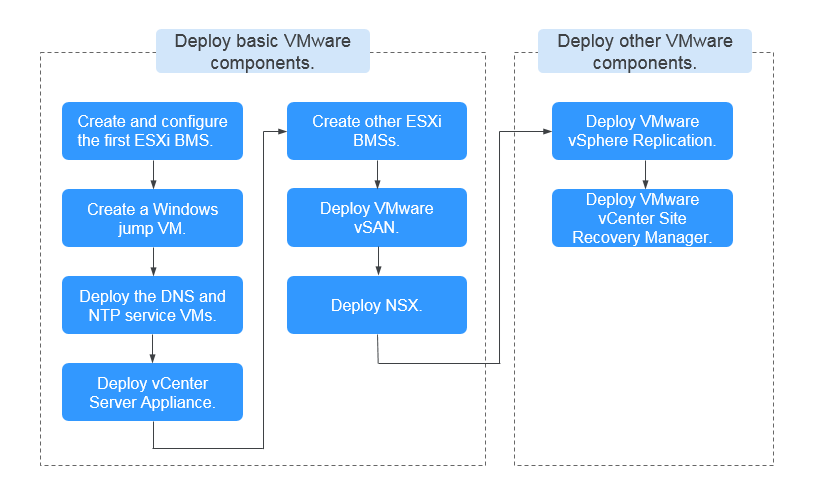 Deploy basic VMware
components.
Create and configure
the first ESXi BMS.
Create a Windows
jump VM.
Deploy the DNS and
NTP service VMs.
Deploy vCenter
Server Appliance.
Create other ESXi
BMSs.
Deploy VMware
vSAN.
Deploy NSX.
Deploy other VMware
components.
Deploy VMware
vSphere Replication.
Deploy VMware
vCenter Site
Recovery Manager.